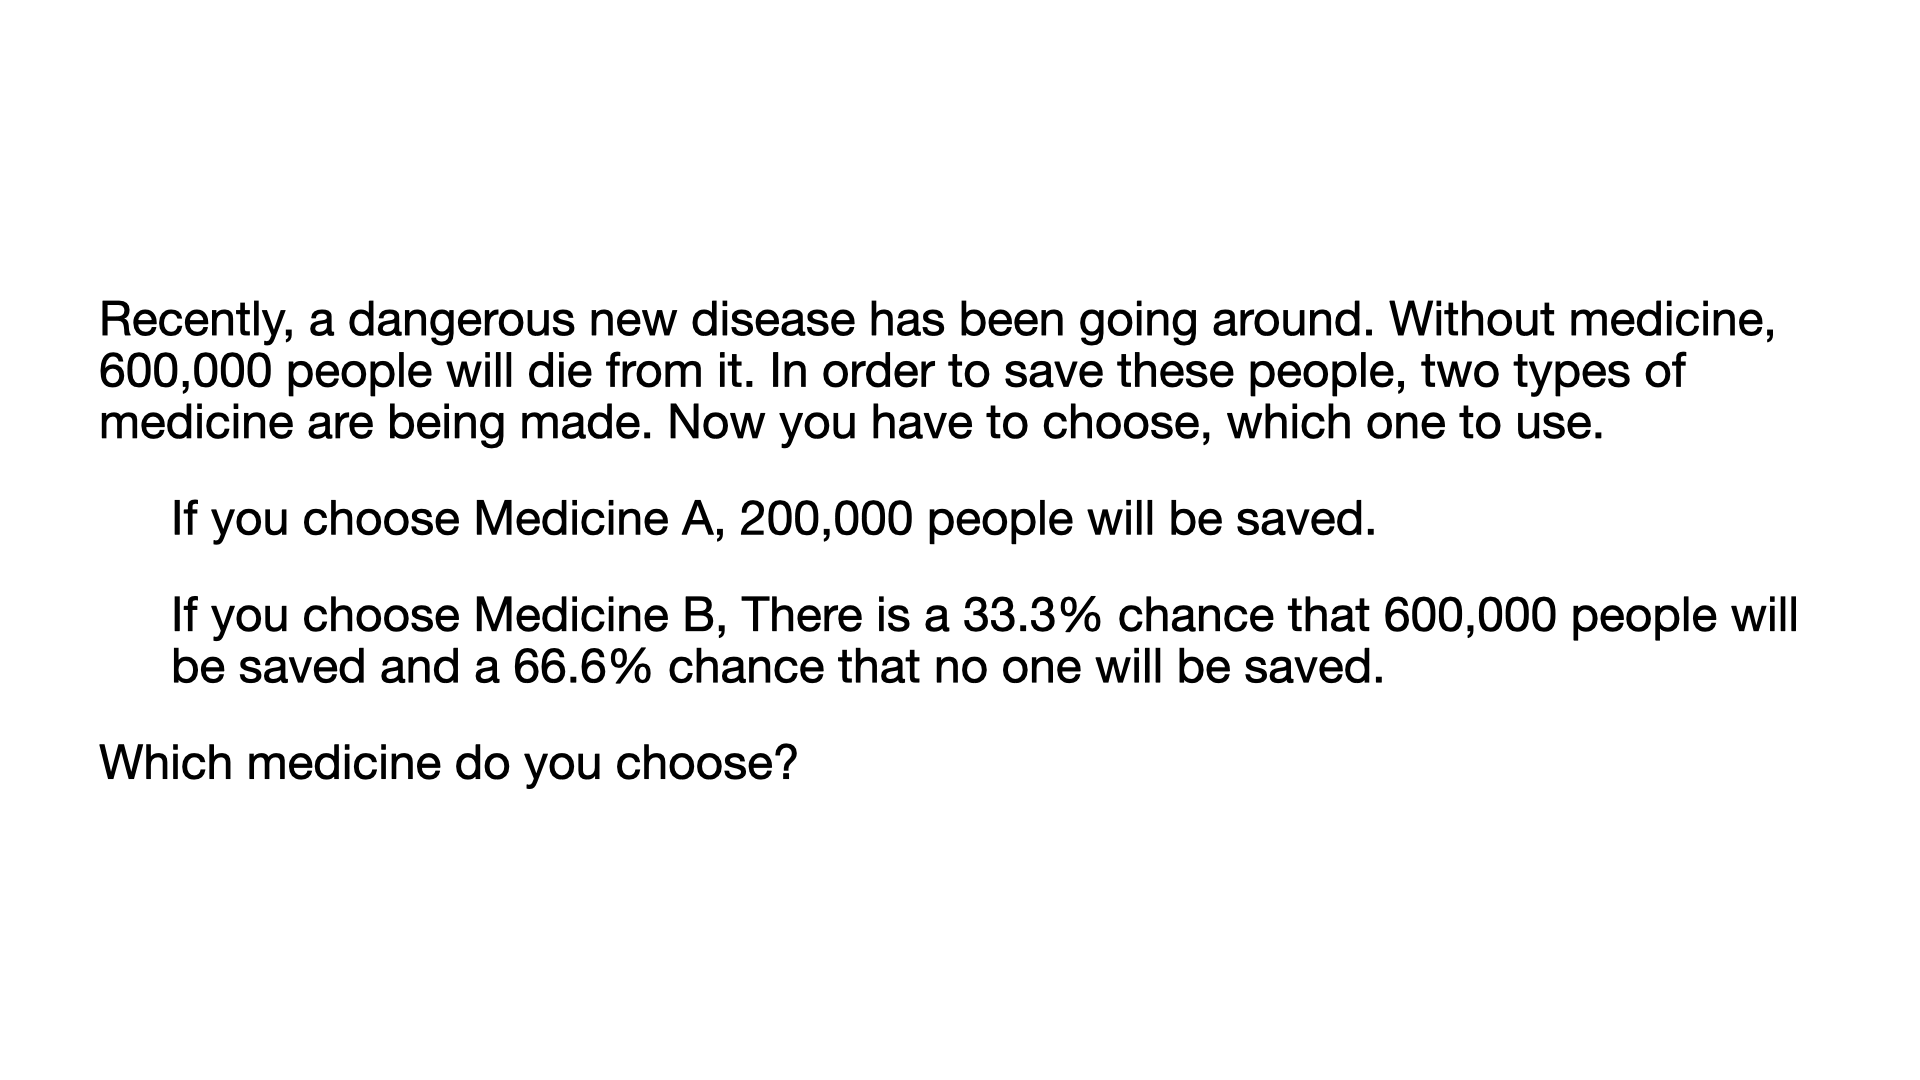 Recently, a dangerous new disease has been going around. Without medicine,
600,000 people will die from it. In order to save these people, two types of
medicine are being made. Now you have to choose, which one to use.
If you choose Medicine A, 200,000 people will be saved.
If you choose Medicine B, There is a 33.3% chance that 600,000 people will
be saved and a 66.6% chance that no one will be saved.
Which medicine do you choose?